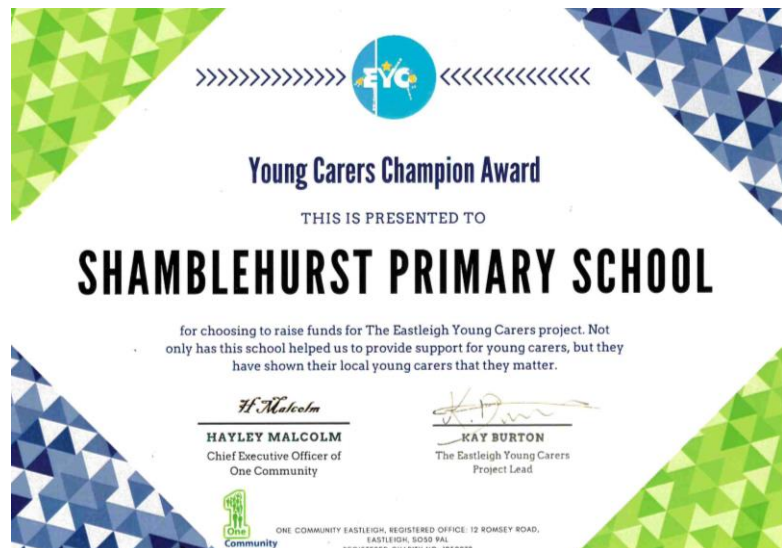 EYC
Young Carers Champion Award
THIS IS PRESENTED TO
SHAMBLEHURST PRIMARY SCHOOL
for choosing to raise funds for The Eastleigh Young Carers project. Not
only has this school helped us to provide support for young carers, but they
have shown their local young carers that they matter.
H Malcolm
HAYLEY MALCOLM
Chief Executive Officer of
One Community
KAY BURTON
The Eastleigh Young Carers
Project Lead
One
Community
ONE COMMUNITY EASTLEIGH, REGISTERED OFFICE: 12 ROMSEY ROAD,
EASTLEIGH, SO50 9AL